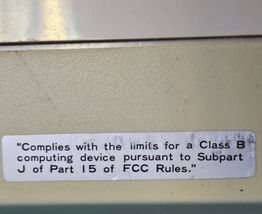 "Complies with the limits for a Class B
computing device pursuant to Subpart
J of Part 15 of FCC Rules."